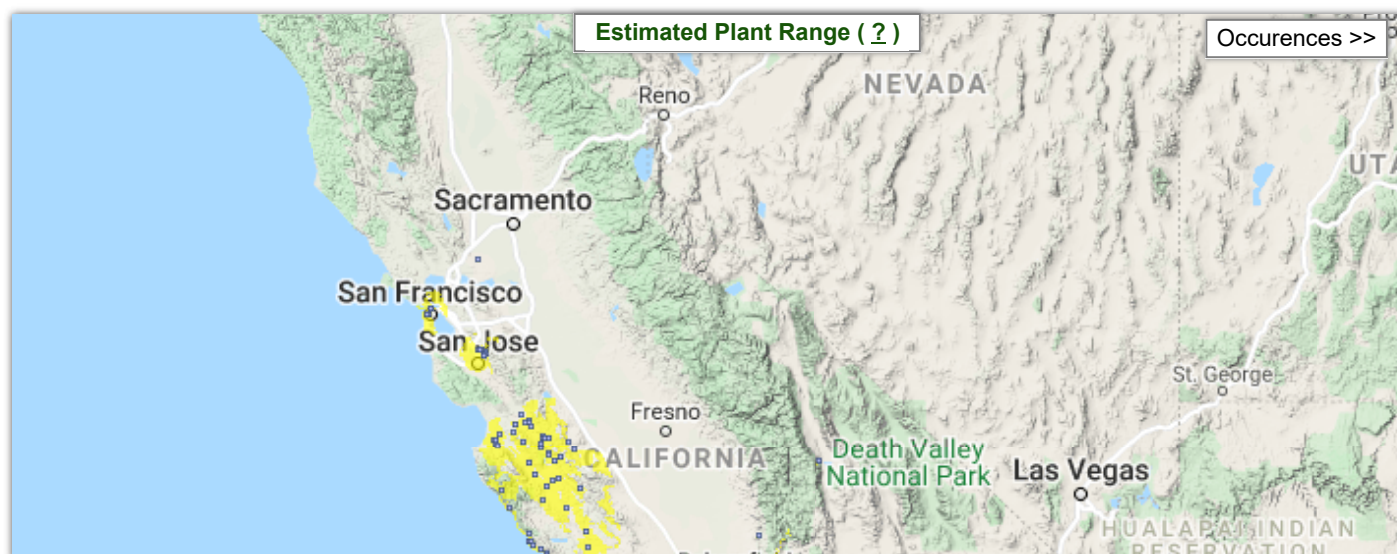 Estimated Plant Range ( ? )
Occurences >>
NEVADA
Reno
UTA
Sacramento
San Francisco
San Jose
St. George
Fresno
CALIFORNIA
Death Valley
National Park
Las Vegas
HUALAPAI INDIAN
RESERVATION